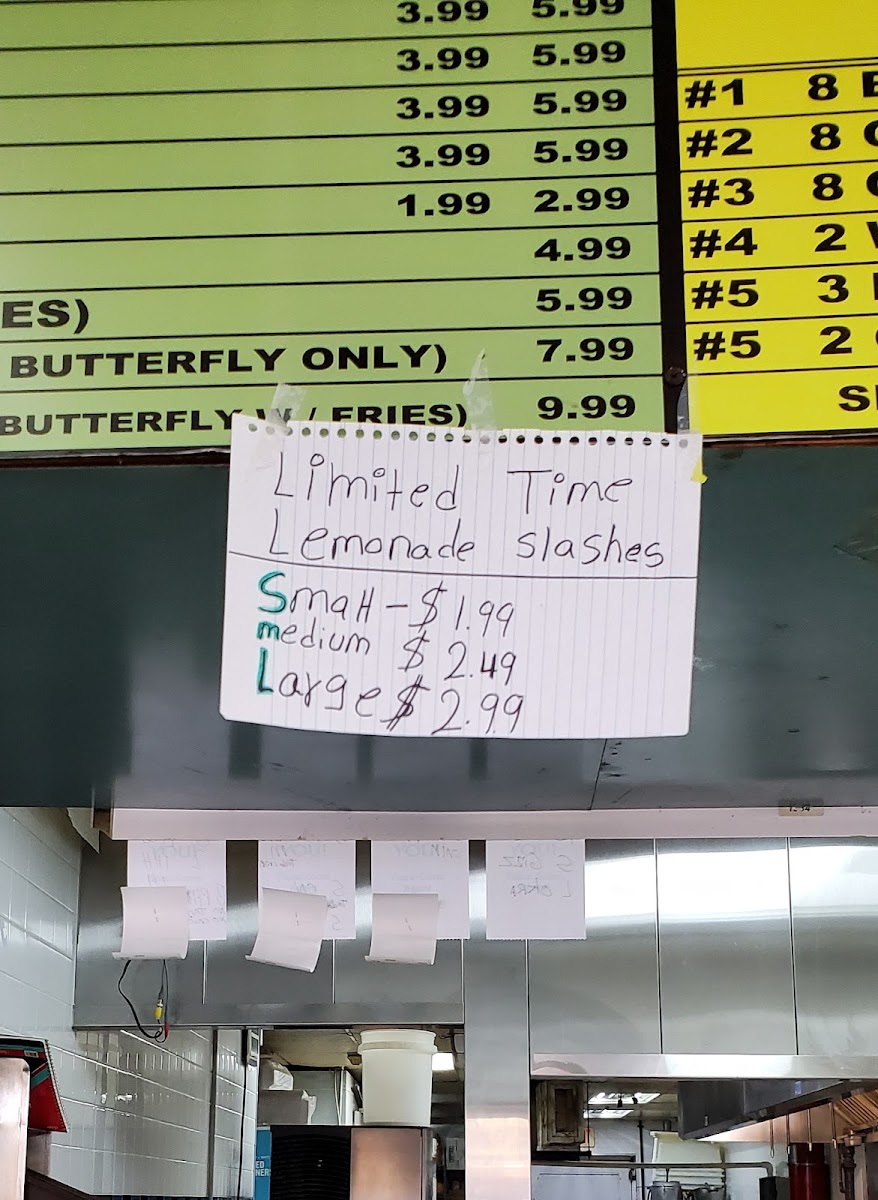 3.99 5.99
3.99 5.99
3.99 5.99
3.99 5.99
1.99 2.99
4.99
ES) 5.99
BUTTERFLY ONLY) 7.99
BUTTERFLY W / FRIES) 9.99
#1 8
#2 8
#3 8
#4 2
#5 3
#5 2
Limited Time
Lemonade slashes
Small - $1.99
medium $2.49
Large $2.99